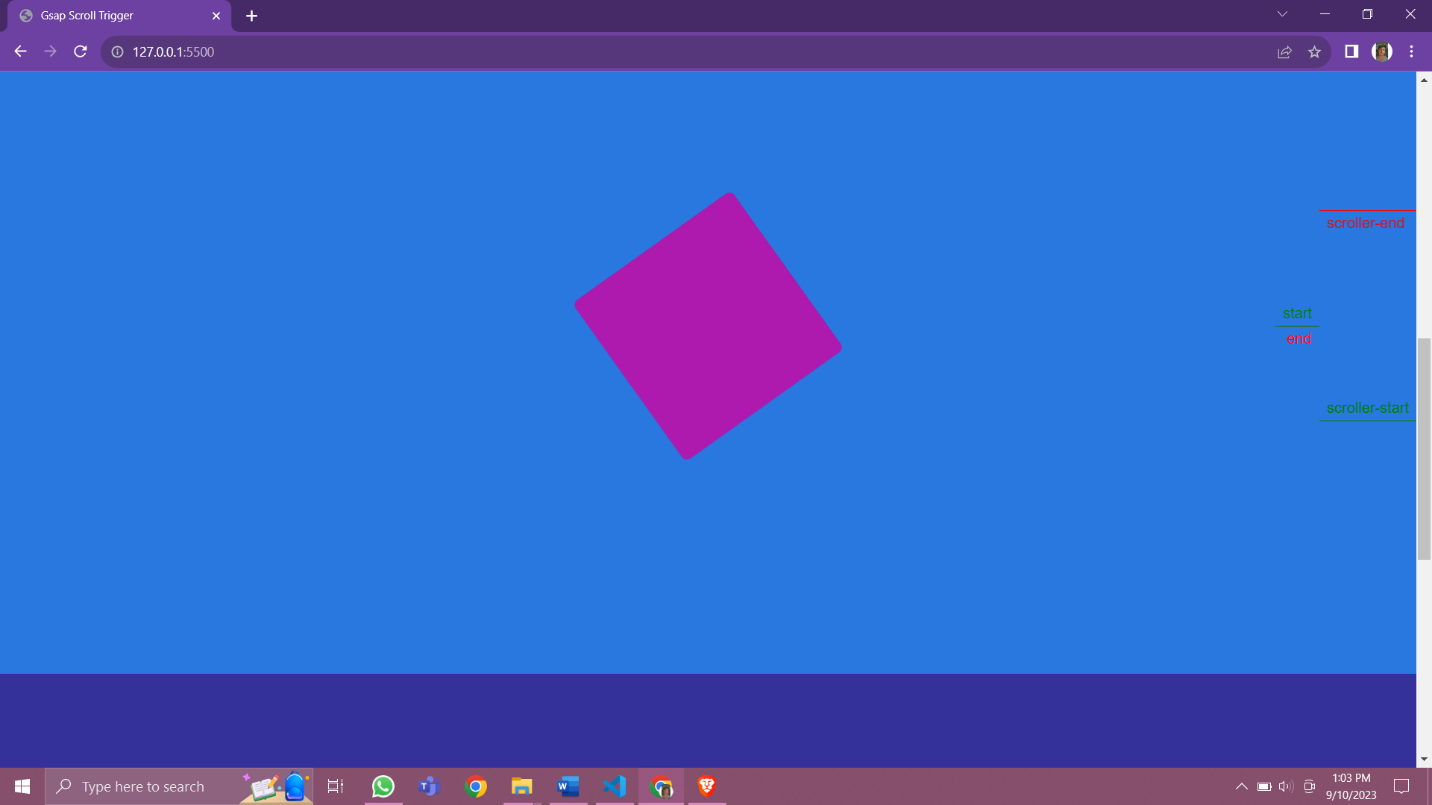 Gsap Scroll Trigger
127.0.0.1:5500
scroller-end
start
end
scroller-start
Type here to search
1:03 PM
9/10/2023